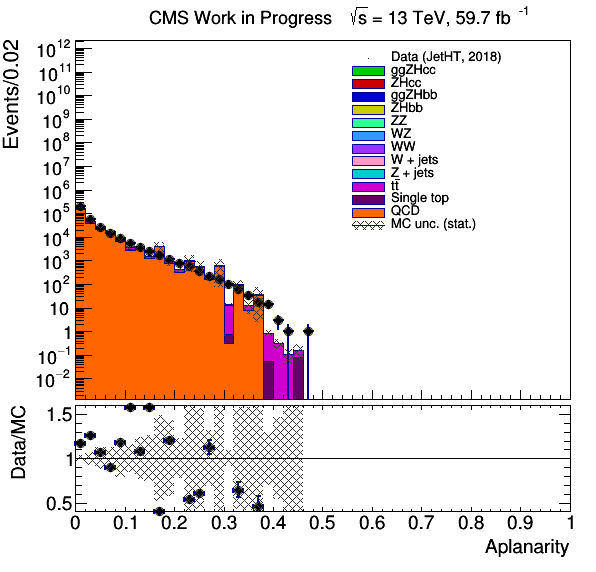 CMS Work in Progress √s = 13 TeV, 59.7 fb⁻¹
Events/0.02
10¹²
10¹¹
10¹⁰
10⁹
10⁸
10⁷
10⁶
10⁵
10⁴
10³
10²
10
1
10⁻¹
10⁻²
Data (JetHT, 2018)
ggZHcc
ZHcc
ggZHbb
ZHbb
ZZ
WZ
WW
W + jets
Z + jets
tt̄
Single top
QCD
MC unc. (stat.)
Data/MC
1.5
1
0.5
0 0.1 0.2 0.3 0.4 0.5 0.6 0.7 0.8 0.9 1
Aplanarity